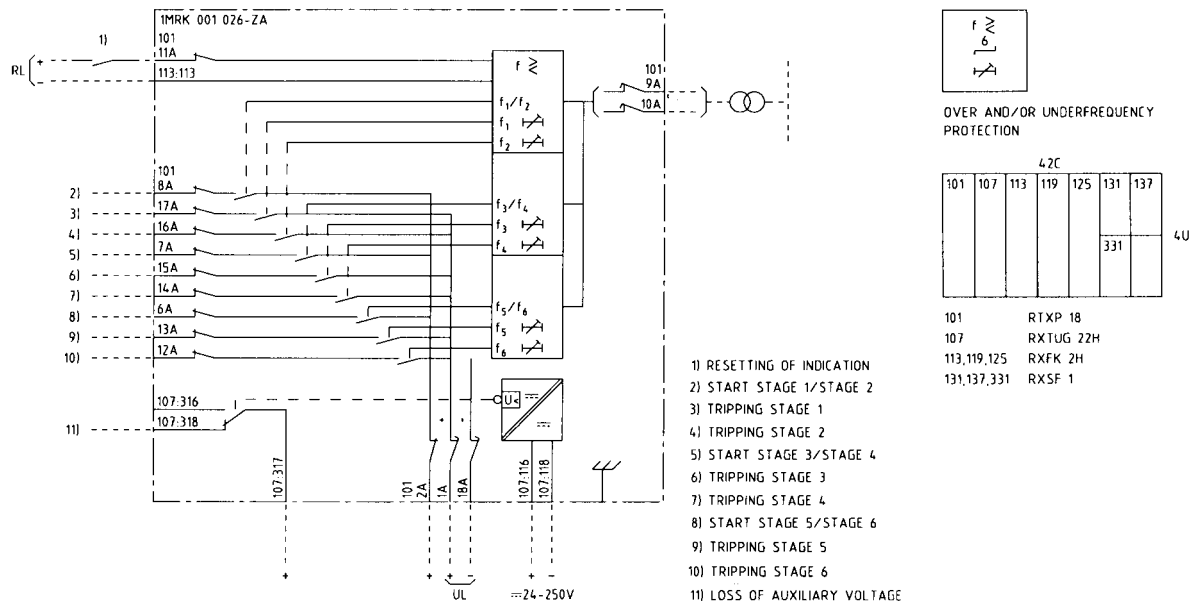 1MRK 001 026-ZA
1)
101
11A
RL
+
-
113:113
f ≷
101
9A
10A
f1/f2
f1
f2
101
2) 8A
3) 17A
4) 16A
5) 7A
6) 15A
7) 14A
8) 6A
9) 13A
10) 12A
f3/f4
f3
f4
f5/f6
f5
f6
107:316
11) 107:318
U<
107:317
101
2A
1A
18A
107:116
107:118
+ -
+ + + - + -
UL
24-250V
1) RESETTING OF INDICATION
2) START STAGE 1/STAGE 2
3) TRIPPING STAGE 1
4) TRIPPING STAGE 2
5) START STAGE 3/STAGE 4
6) TRIPPING STAGE 3
7) TRIPPING STAGE 4
8) START STAGE 5/STAGE 6
9) TRIPPING STAGE 5
10) TRIPPING STAGE 6
11) LOSS OF AUXILIARY VOLTAGE
f ≷
6
OVER AND/OR UNDERFREQUENCY
PROTECTION
42C
101 107 113 119 125 131 137
331
4U
101 RTXP 18
107 RXTUG 22H
113,119,125 RXFK 2H
131,137,331 RXSF 1